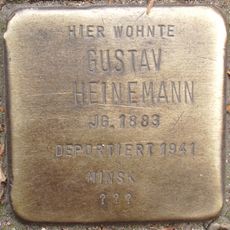 HIER WOHNTE
GUSTAV
HEINEMANN
JG. 1883
DEPORTIERT 1941
MINSK
???